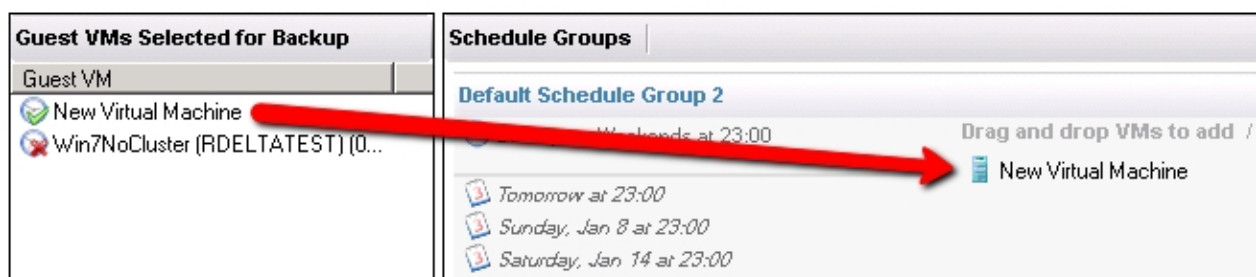 Guest VMs Selected for Backup
Guest VM
New Virtual Machine
Win7NoCluster (RDELTATEST) (0...
Schedule Groups
Default Schedule Group 2
Weekends at 23:00
Drag and drop VMs to add /
New Virtual Machine
Tomorrow at 23:00
Sunday, Jan 8 at 23:00
Saturday, Jan 14 at 23:00